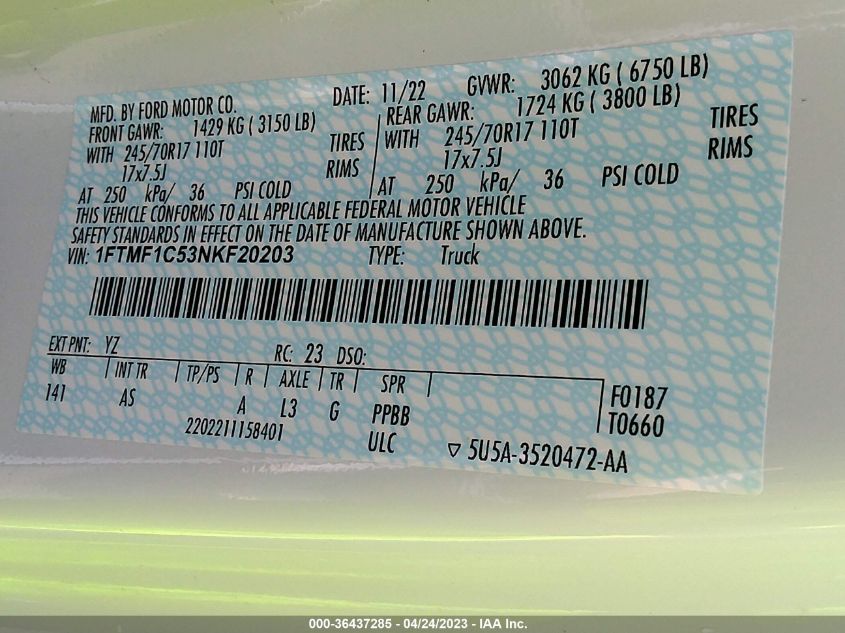 MFD. BY FORD MOTOR CO. DATE: 11/22 GVWR: 3062 KG ( 6750 LB)
FRONT GAWR: 1429 KG ( 3150 LB) REAR GAWR: 1724 KG ( 3800 LB)
WITH 245/70R17 110T TIRES WITH 245/70R17 110T TIRES
17x7.5J RIMS 17x7.5J RIMS
AT 250 kPa/ 36 PSI COLD AT 250 kPa/ 36 PSI COLD
THIS VEHICLE CONFORMS TO ALL APPLICABLE FEDERAL MOTOR VEHICLE
SAFETY STANDARDS IN EFFECT ON THE DATE OF MANUFACTURE SHOWN ABOVE.
VIN: 1FTMF1C53NKF20203 TYPE: Truck
EXT PNT: YZ RC: 23 DSO:
WB INT TR TP/PS R AXLE TR SPR F0187
141 AS A L3 G PPBB T0660
2202211158401 ULC ▽ 5U5A-3520472-AA
000-36437285 - 04/24/2023 - IAA Inc.